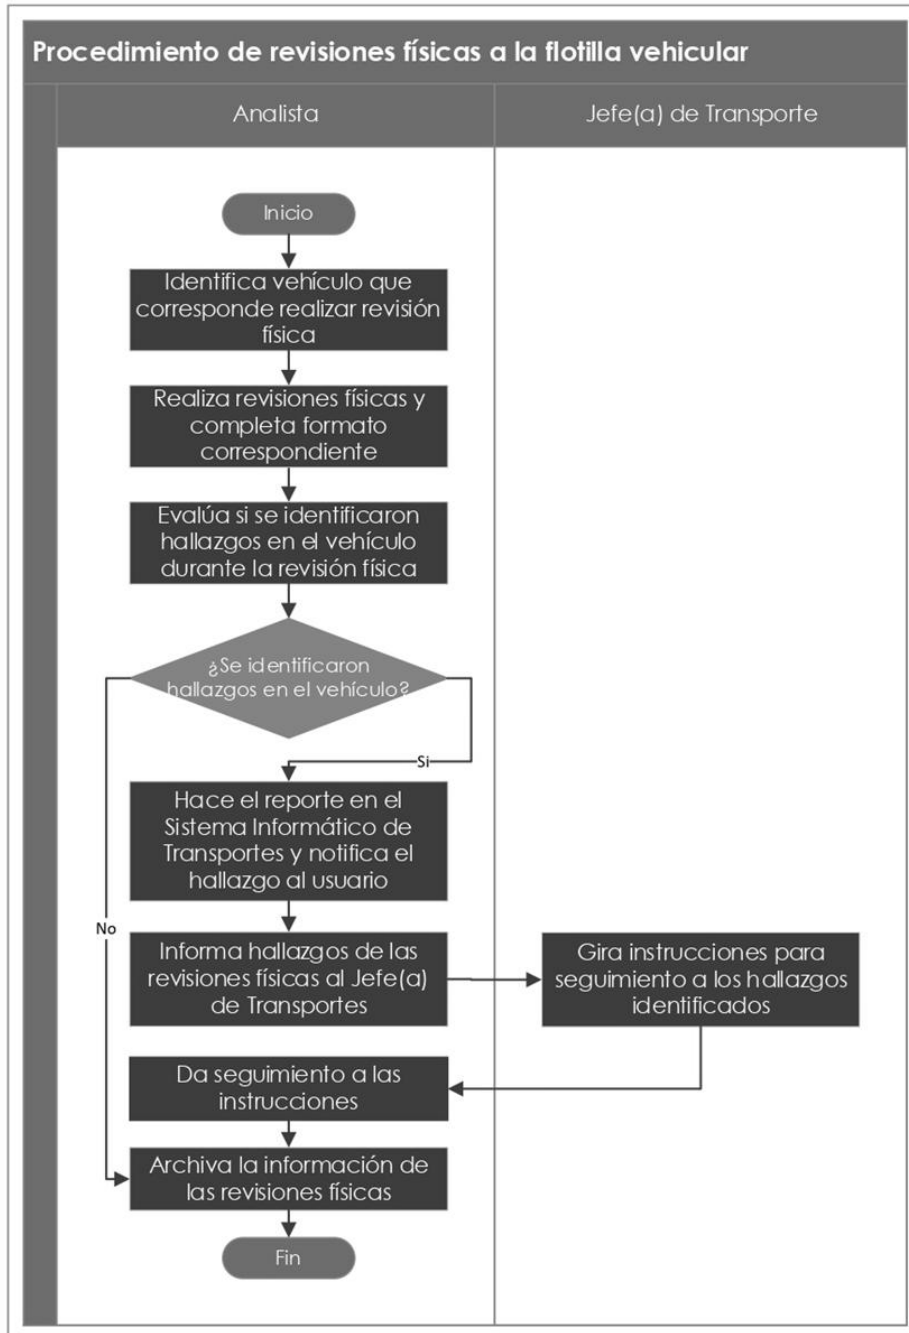 Procedimiento de revisiones físicas a la flotilla vehicular
Analista
Jefe(a) de Transporte
Inicio
Identifica vehículo que
corresponde realizar revisión
física
Realiza revisiones físicas y
completa formato
correspondiente
Evalúa si se identificaron
hallazgos en el vehículo
durante la revisión física
¿Se identificaron
hallazgos en el vehículo?
Si
Hace el reporte en el
Sistema Informático de
Transportes y notifica el
hallazgo al usuario
No
Informa hallazgos de las
revisiones físicas al Jefe(a)
de Transportes
Gira instrucciones para
seguimiento a los hallazgos
identificados
Da seguimiento a las
instrucciones
Archiva la información de
las revisiones físicas
Fin